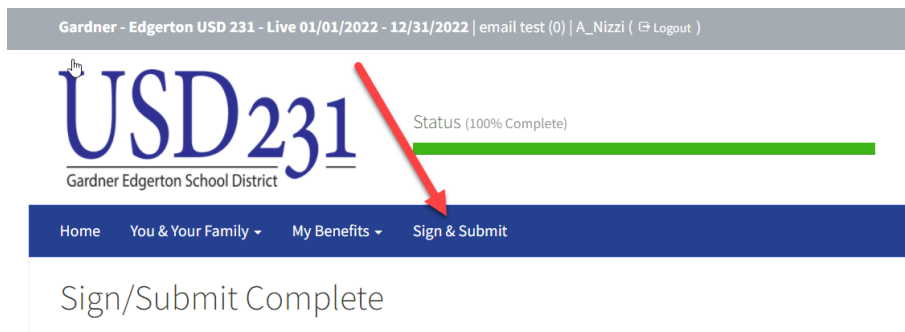 Gardner - Edgerton USD 231 - Live 01/01/2022 - 12/31/2022 | email test (0) | A_Nizzi ( Logout )
USD231
Gardner Edgerton School District
Status (100% Complete)
Home You & Your Family My Benefits Sign & Submit
Sign/Submit Complete